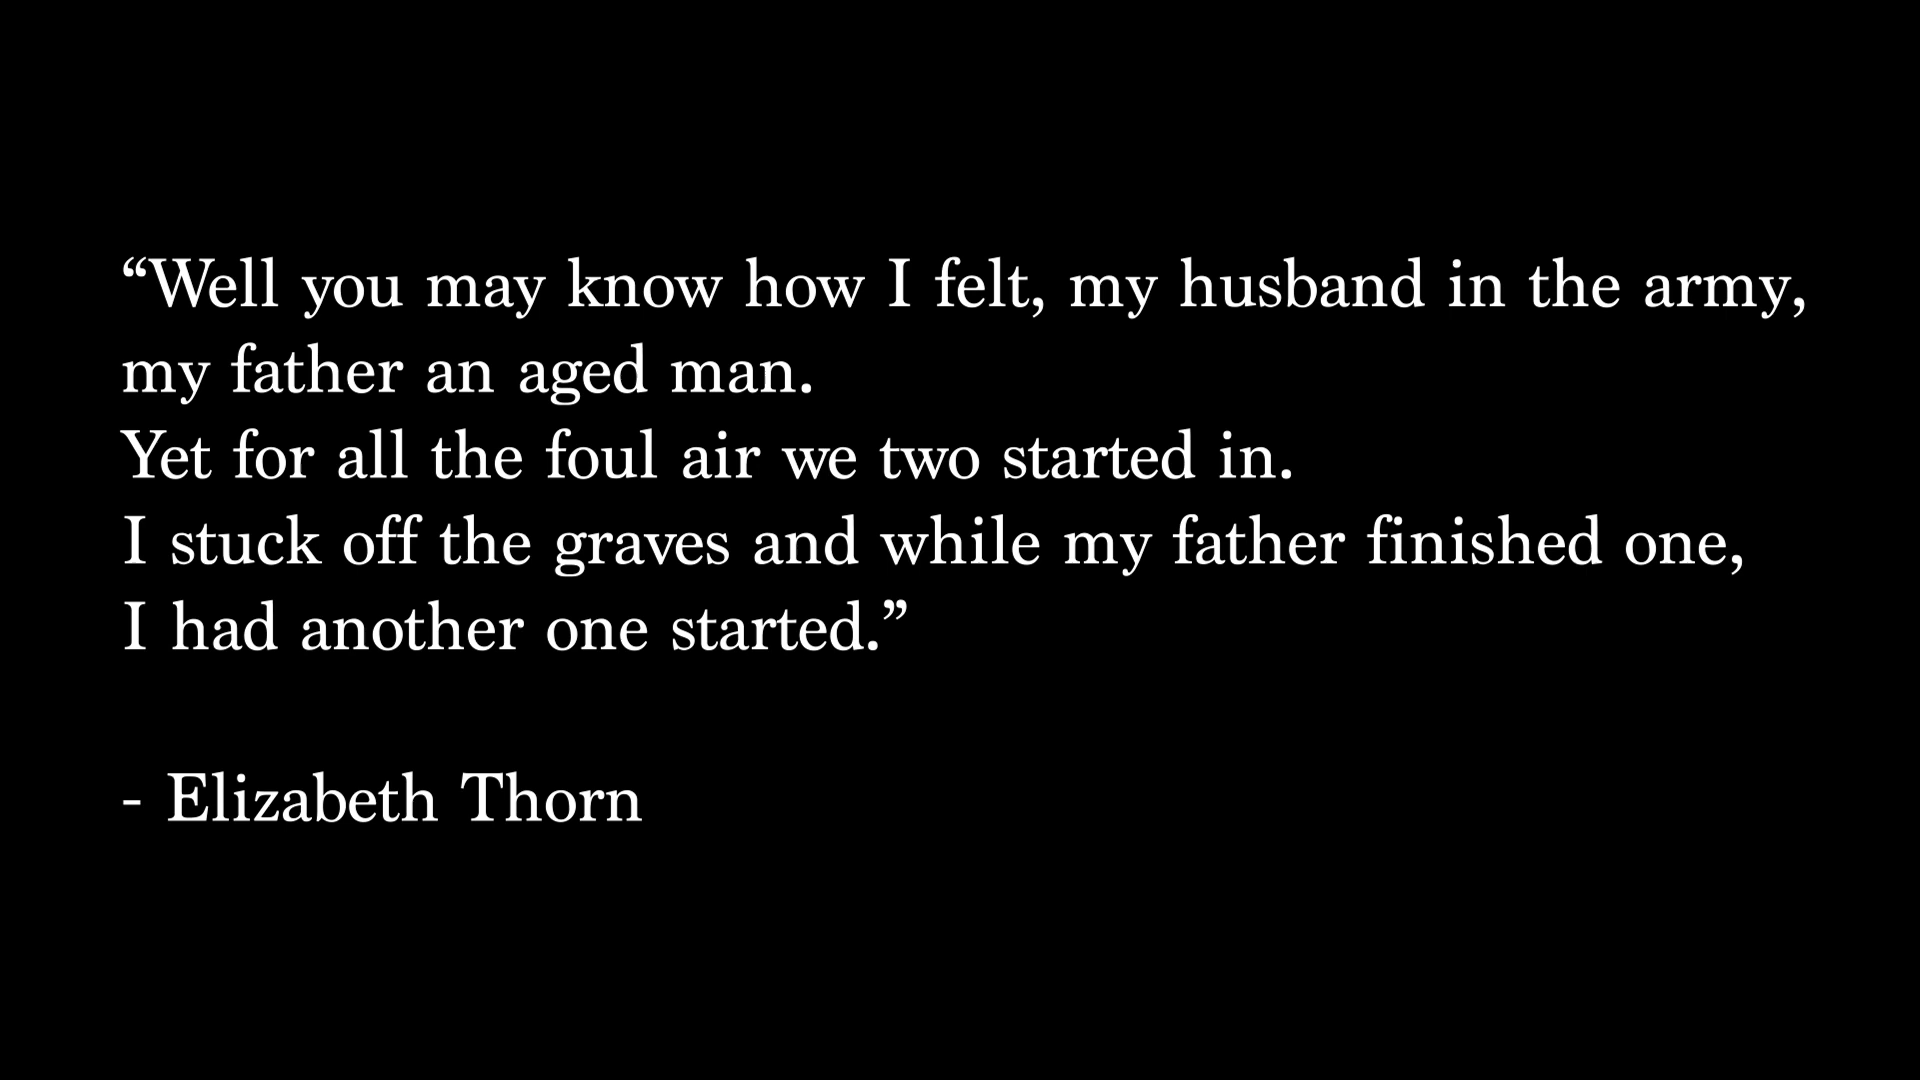 “Well you may know how I felt, my husband in the army,
my father an aged man.
Yet for all the foul air we two started in.
I stuck off the graves and while my father finished one,
I had another one started.”
- Elizabeth Thorn